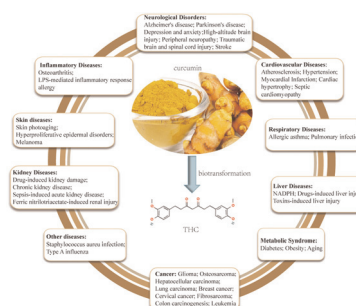 Neurological Disorders:
Alzheimer's disease; Parkinson's disease;
Depression and anxiety;High-altitude brain
injury; Peripheral neuropathy; Traumatic
brain and spinal cord injury; Stroke
Inflammatory Diseases:
Osteoarthritis;
LPS-mediated inflammatory response
allergy
curcumin
Cardiovascular Diseases:
Atherosclerosis; Hypertension;
Myocardial Infarction; Cardiac
hypertrophy; Septic
cardiomyopathy
Skin diseases:
Skin photoaging;
Hyperproliferative epidermal disorders;
Melanoma
Respiratory Diseases:
Allergic asthma; Pulmonary infection
Kidney Diseases:
Drug-induced kidney damage;
Chronic kidney disease;
Sepsis-induced acute kidney disease;
Ferric nitrilotriacetate-induced renal injury
biotransformation
THC
Liver Disease:
NADPH; Drugs-induced liver injury
Toxins-induced liver injury
Other diseases:
Staphylococcus aureu infection;
Type A influenza
Metabolic Syndrome:
Diabetes; Obesity; Aging
Cancer: Glioma; Osteosarcoma;
Hepatocellular carcinoma;
Lung carcinoma; Breast cancer;
Cervical cancer; Fibrosarcoma;
Colon carcinogenesis; Leukemia